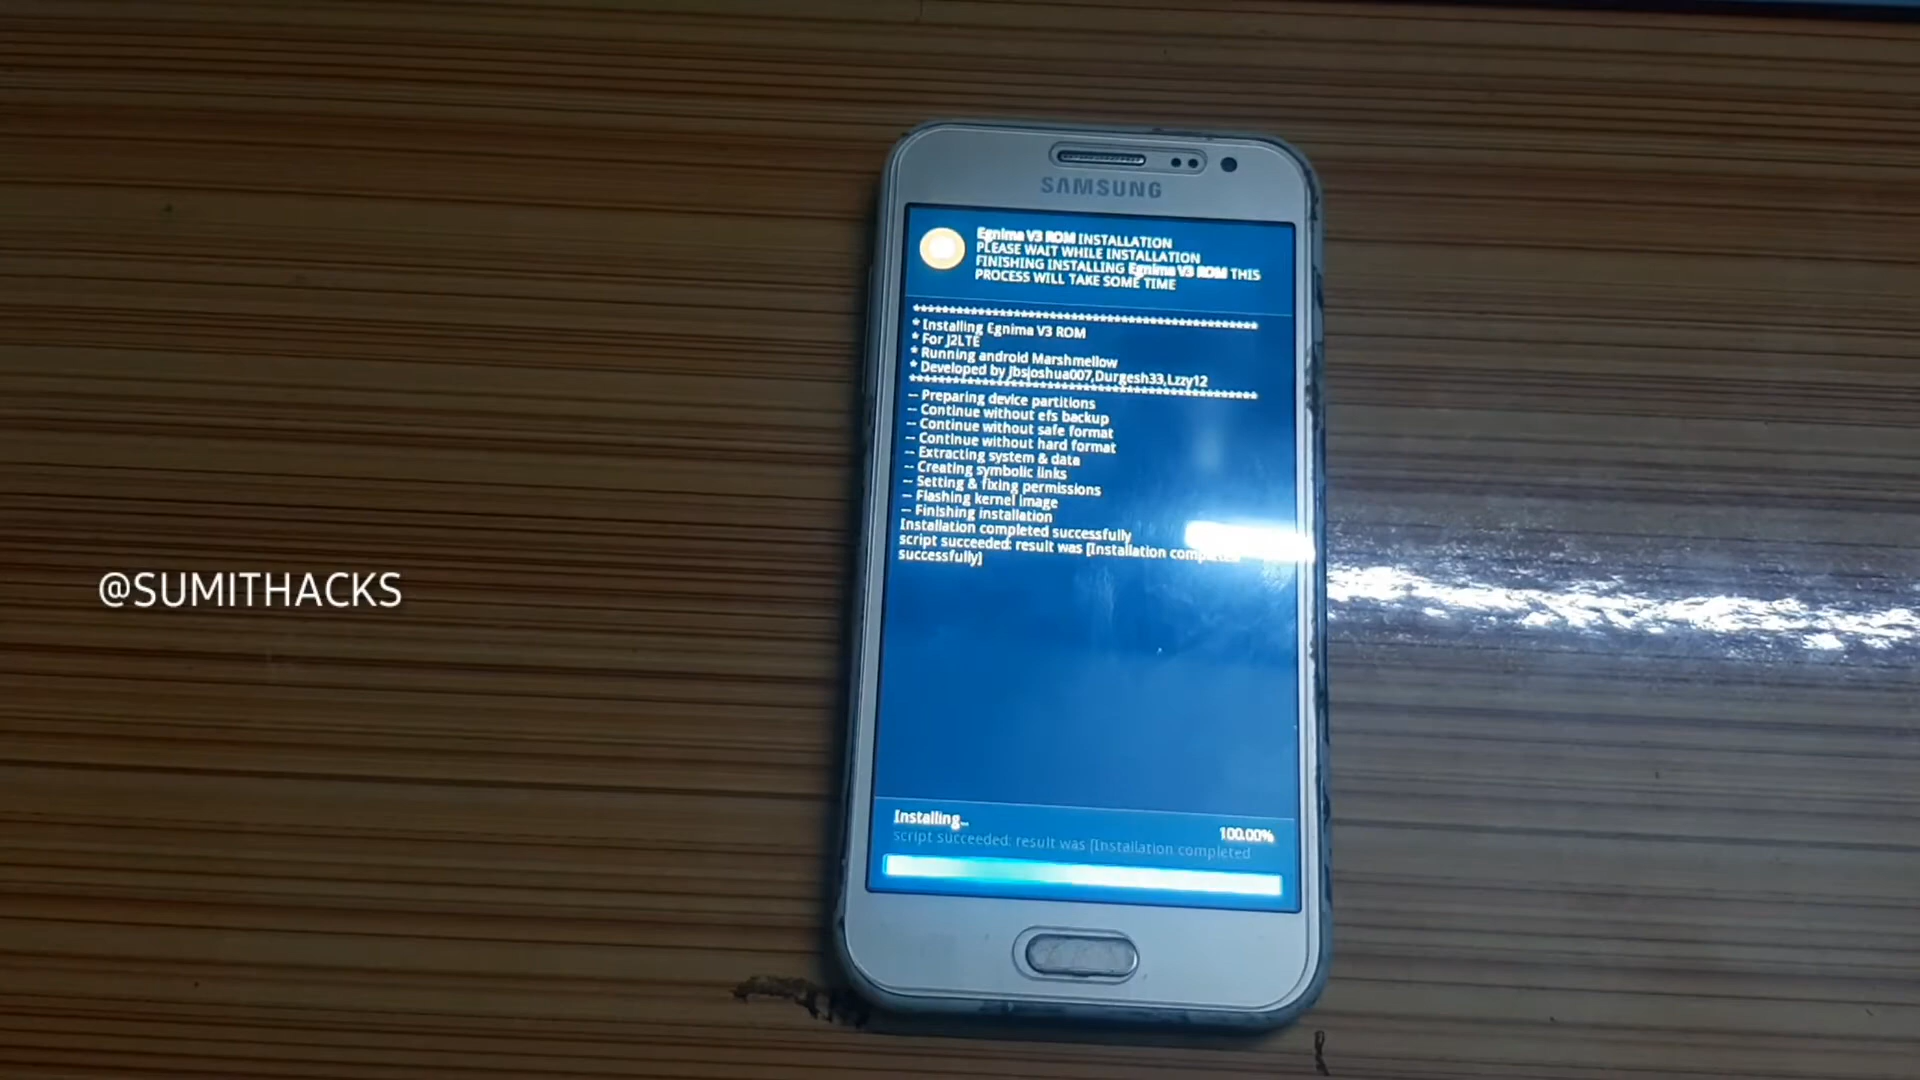 SAMSUNG
Egnima V3 ROM INSTALLATION
PLEASE WAIT WHILE INSTALLATION
FINISHING INSTALLING Egnima V3 ROM THIS
PROCESS WILL TAKE SOME TIME
************************************************
* Installing Egnima V3 ROM
* For J2LTE
* Running android Marshmellow
* Developed by Jbsjoshua007,Durgesh33,Lzzy12
************************************************
-- Preparing device partitions
-- Continue without efs backup
-- Continue without safe format
-- Continue without hard format
-- Extracting system & data
-- Creating symbolic links
-- Setting & fixing permissions
-- Flashing kernel image
-- Finishing installation
Installation completed successfully
script succeeded: result was [Installation completed
successfully]
@SUMITHACKS
Installing... 100.00%
script succeeded: result was [Installation completed